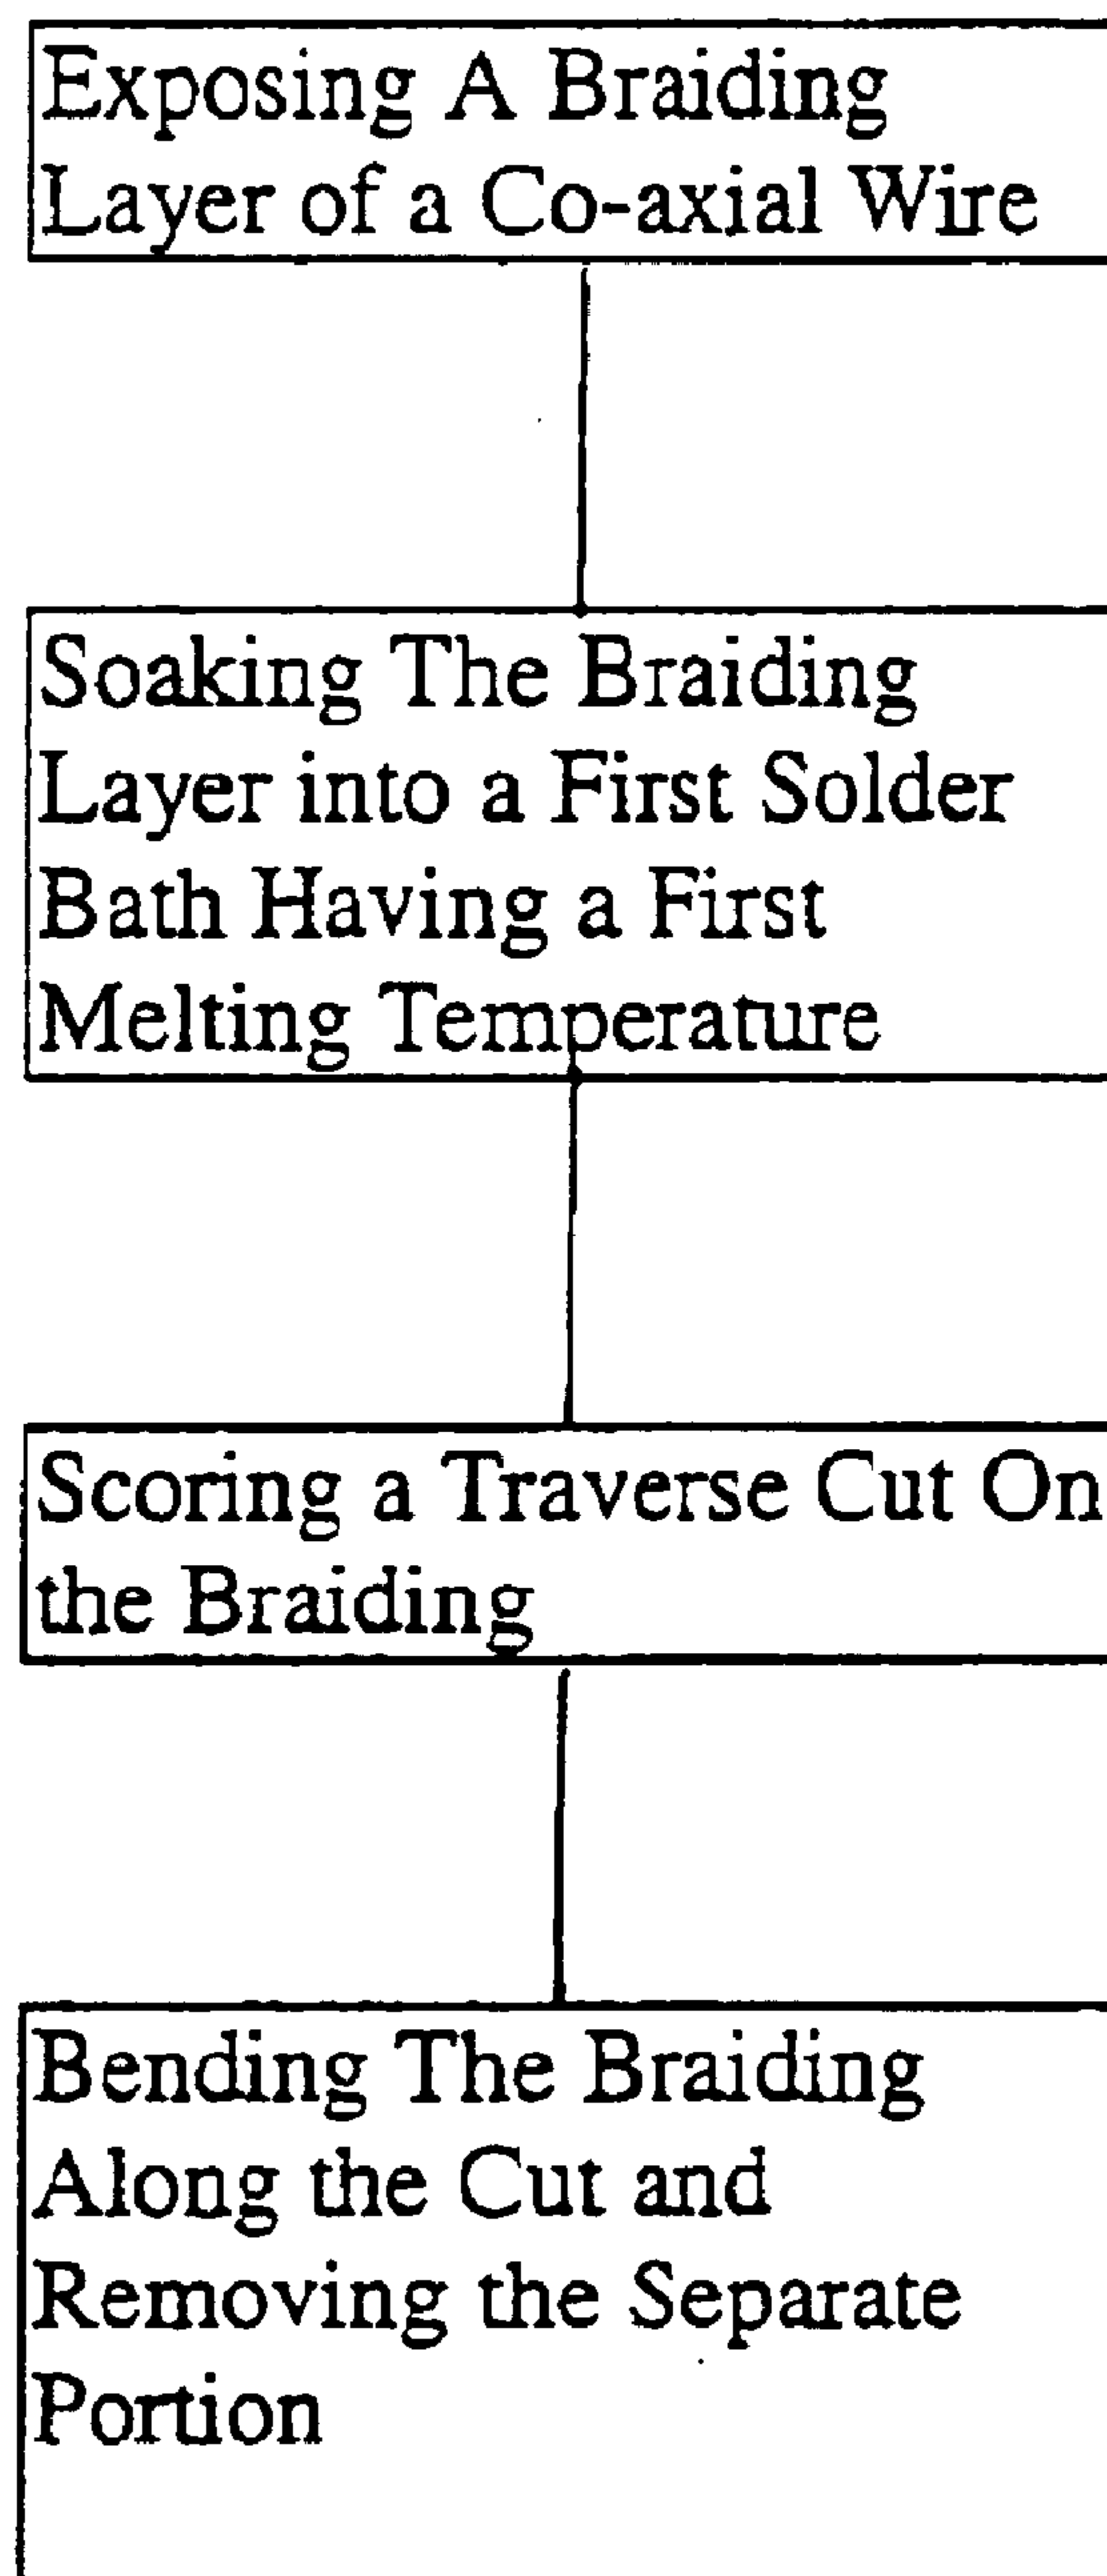 Exposing A Braiding
Layer of a Co-axial Wire
Soaking The Braiding
Layer into a First Solder
Bath Having a First
Melting Temperature
Scoring a Traverse Cut On
the Braiding
Bending The Braiding
Along the Cut and
Removing the Separate
Portion